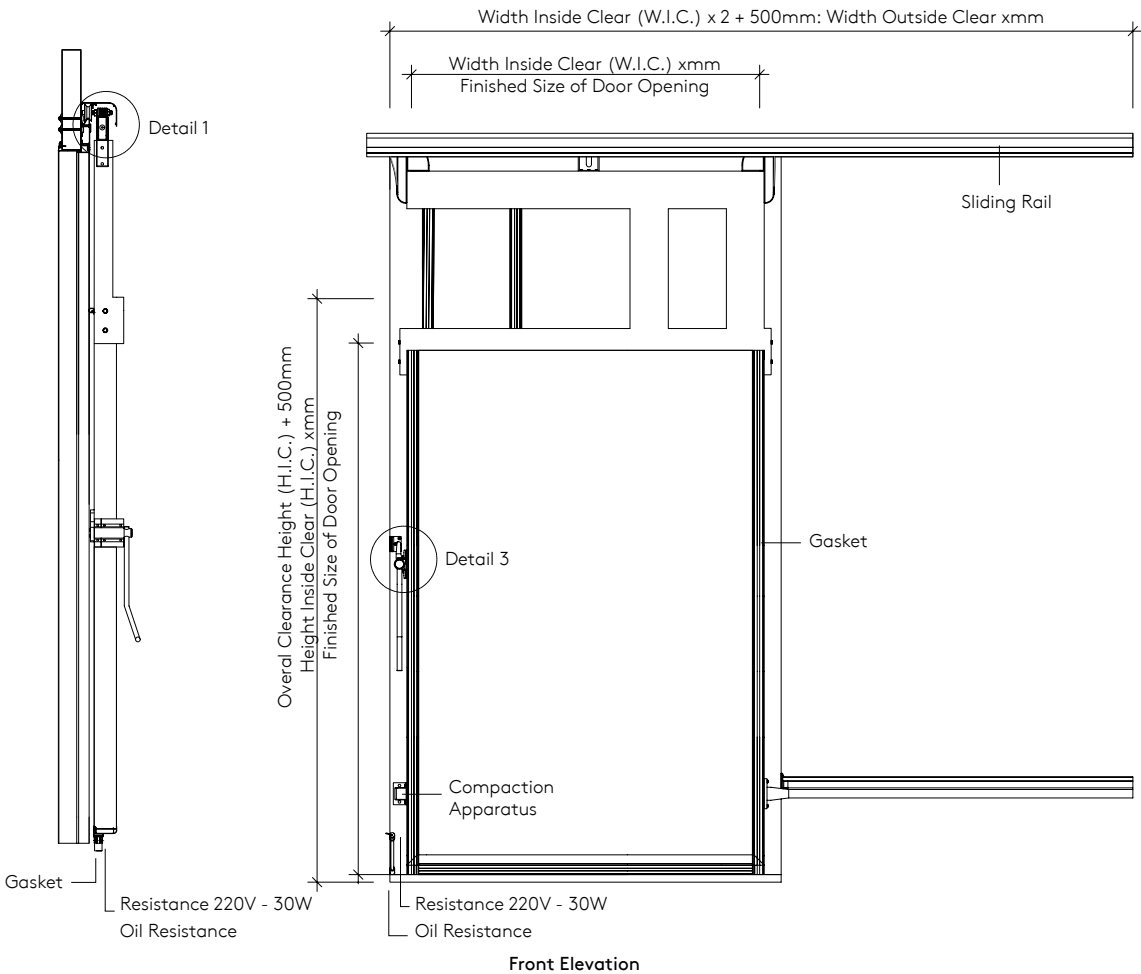 Width Inside Clear (W.I.C.) x 2 + 500mm: Width Outside Clear xmm
Width Inside Clear (W.I.C.) xmm
Finished Size of Door Opening
Detail 1
Sliding Rail
Overal Clearance Height (H.I.C.) + 500mm
Height Inside Clear (H.I.C.) xmm
Finished Size of Door Opening
Gasket
Detail 3
Compaction
Apparatus
Gasket
Resistance 220V - 30W
Oil Resistance
Resistance 220V - 30W
Oil Resistance
Front Elevation